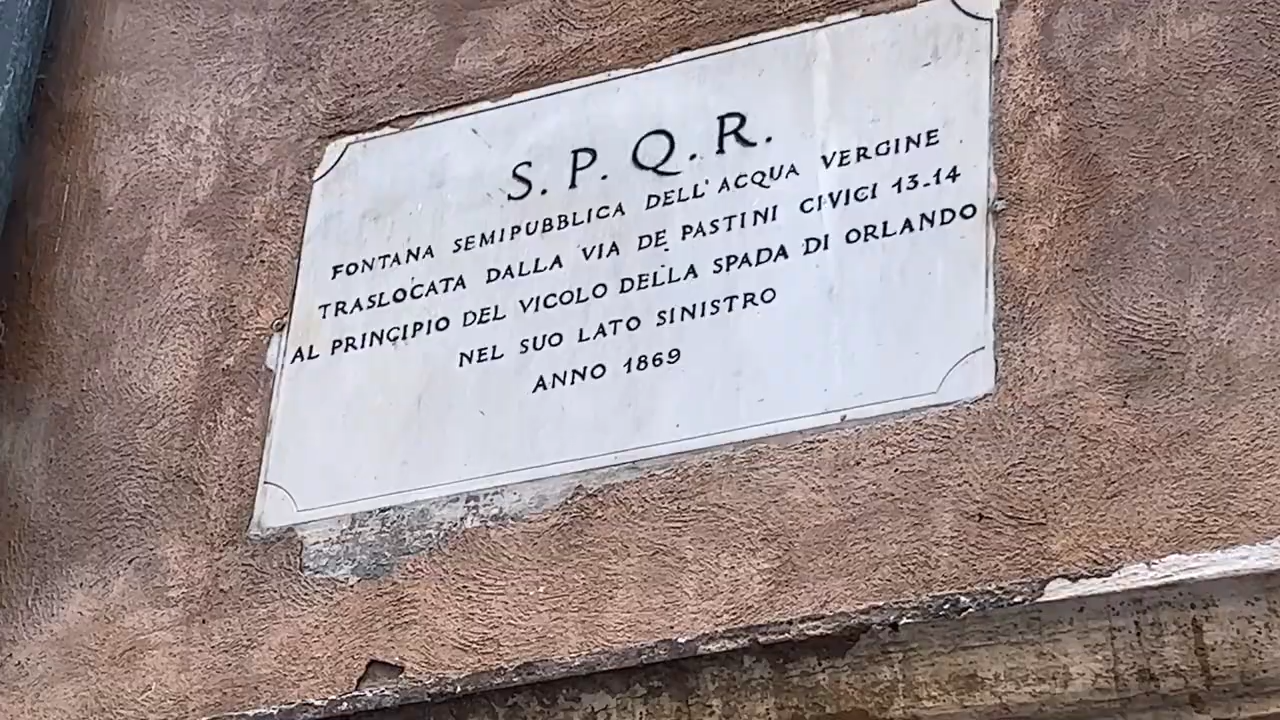 S. P. Q. R.
FONTANA SEMIPUBBLICA DELL' ACQUA VERGINE
TRASLOCATA DALLA VIA DE PASTINI CIVICI 13-14
AL PRINCIPIO DEL VICOLO DELLA SPADA DI ORLANDO
NEL SUO LATO SINISTRO
ANNO 1869